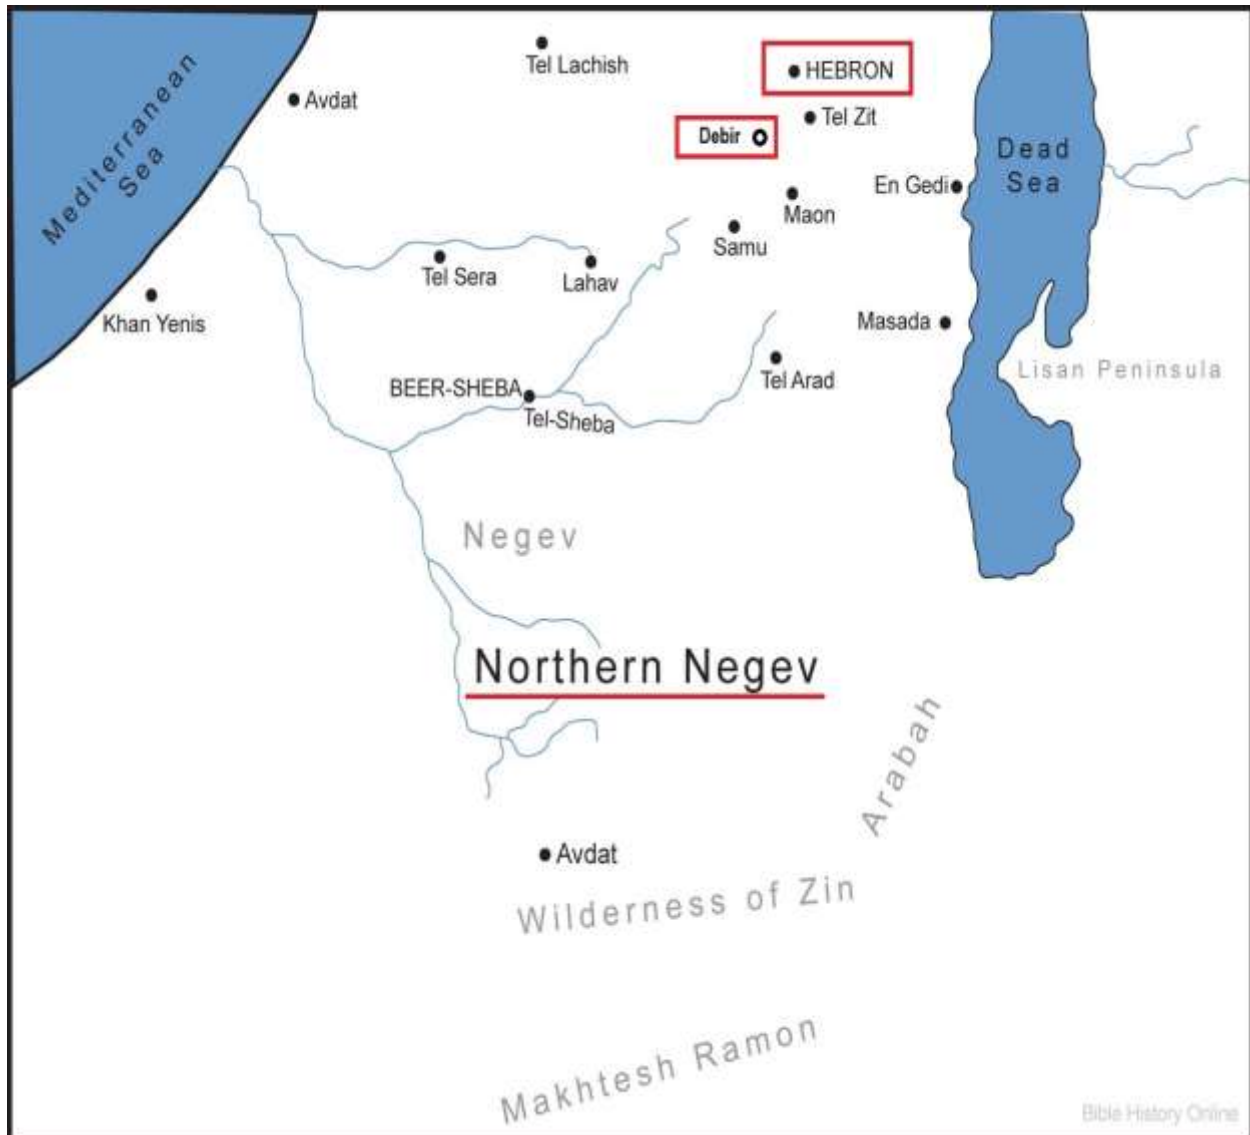 Tel Lachish
HEBRON
Mediterranean
Sea
Avdat
Tel Zit
Debir
Dead
Sea
En Gedi
Maon
Samu
Tel Sera
Lahav
Khan Yenis
Masada
Lisan Peninsula
Tel Arad
BEER-SHEBA
Tel-Sheba
Negev
Northern Negev
Arabah
Avdat
Wilderness of Zin
Makhtesh Ramon
Bible History Online